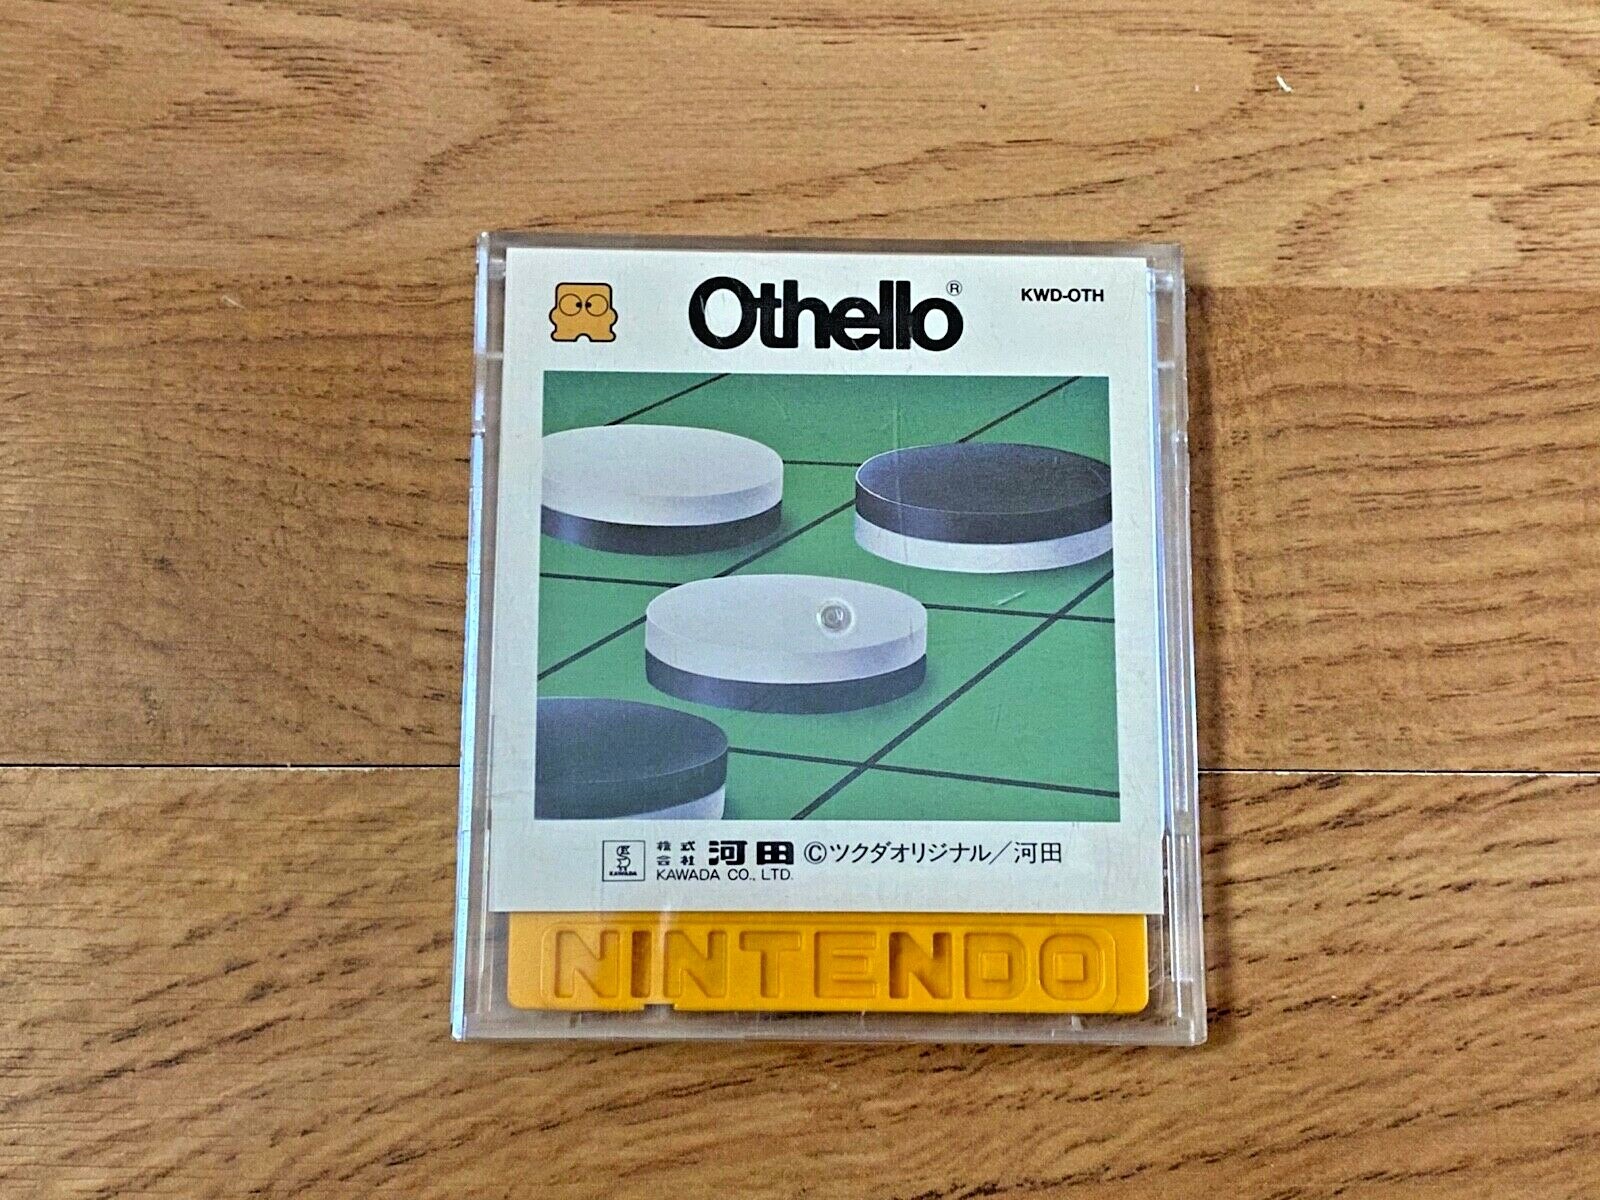 Othello®
KWD-OTH
KAWADA
株式会社 河田 ©ツクダオリジナル/河田
KAWADA CO., LTD.
NINTENDO